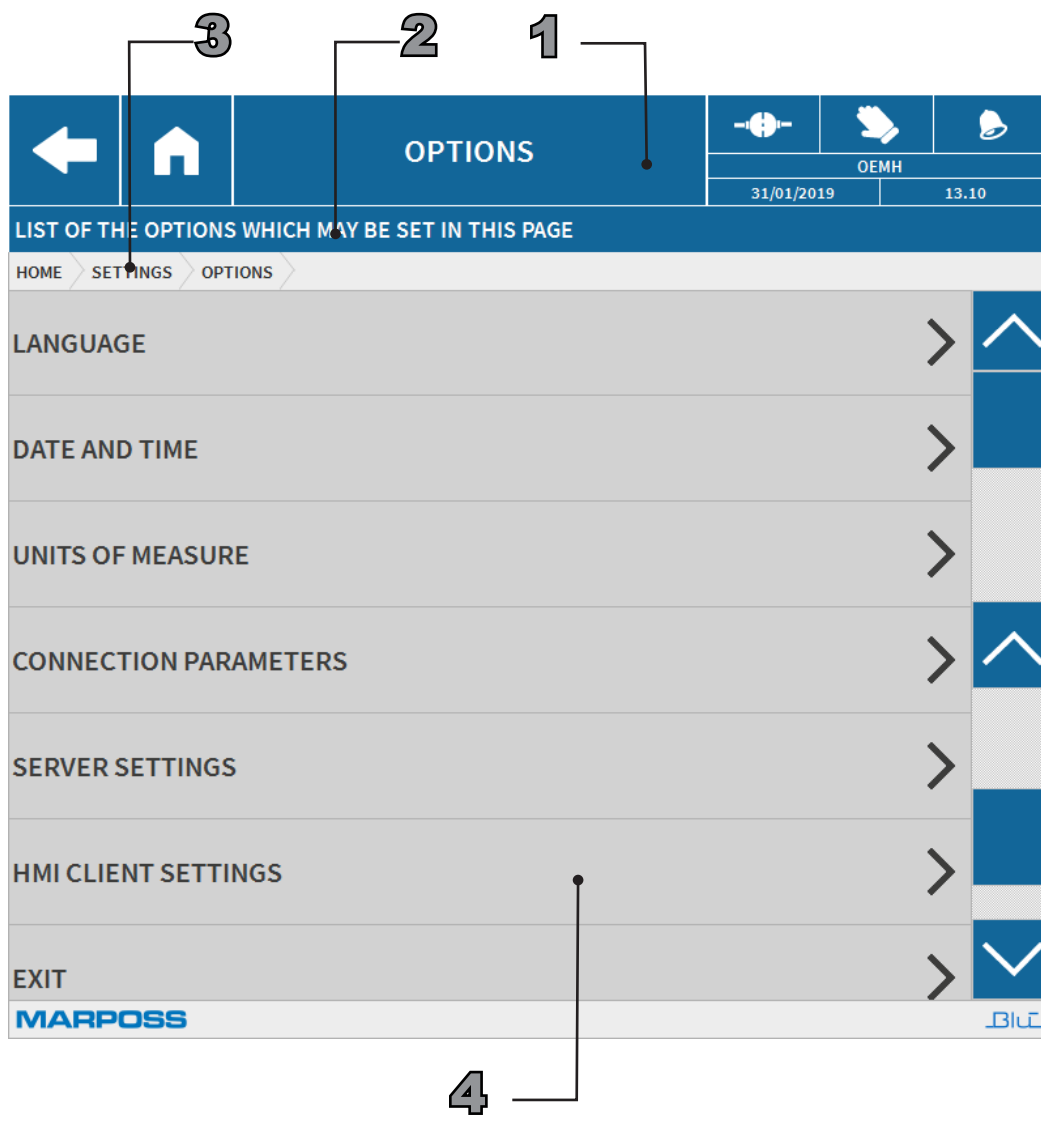 3 2 1
OPTIONS
OEMH
31/01/2019 13.10
LIST OF THE OPTIONS WHICH MAY BE SET IN THIS PAGE
HOME SETTINGS OPTIONS
LANGUAGE
DATE AND TIME
UNITS OF MEASURE
CONNECTION PARAMETERS
SERVER SETTINGS
HMI CLIENT SETTINGS
EXIT
MARPOSS Blú
4